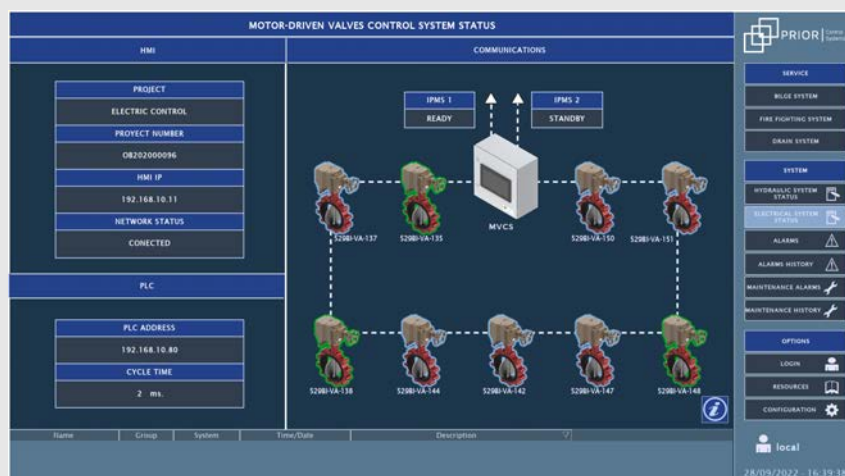 MOTOR-DRIVEN VALVES CONTROL SYSTEM STATUS
HMI
PROJECT
ELECTRIC CONTROL
PROYECT NUMBER
OB202000096
HMI IP
192.168.10.11
NETWORK STATUS
CONECTED
PLC
PLC ADDRESS
192.168.10.80
CYCLE TIME
2 ms.
COMMUNICATIONS
IPMS 1
READY
IPMS 2
STANDBY
MVCS
S29BI-VA-137
S29BI-VA-135
S29BI-VA-150
S29BI-VA-151
S29BI-VA-138
S29BI-VA-144
S29BI-VA-142
S29BI-VA-147
S29BI-VA-148
Name Group System Time/Date Description
PRIOR Control Systems
SERVICE
BILGE SYSTEM
FIRE FIGHTING SYSTEM
DRAIN SYSTEM
SYSTEM
HYDRAULIC SYSTEM STATUS
ELECTRICAL SYSTEM STATUS
ALARMS
ALARMS HISTORY
MAINTENANCE ALARMS
MAINTENANCE HISTORY
OPTIONS
LOGIN
RESOURCES
CONFIGURATION
local
28/09/2022 - 16:39:38